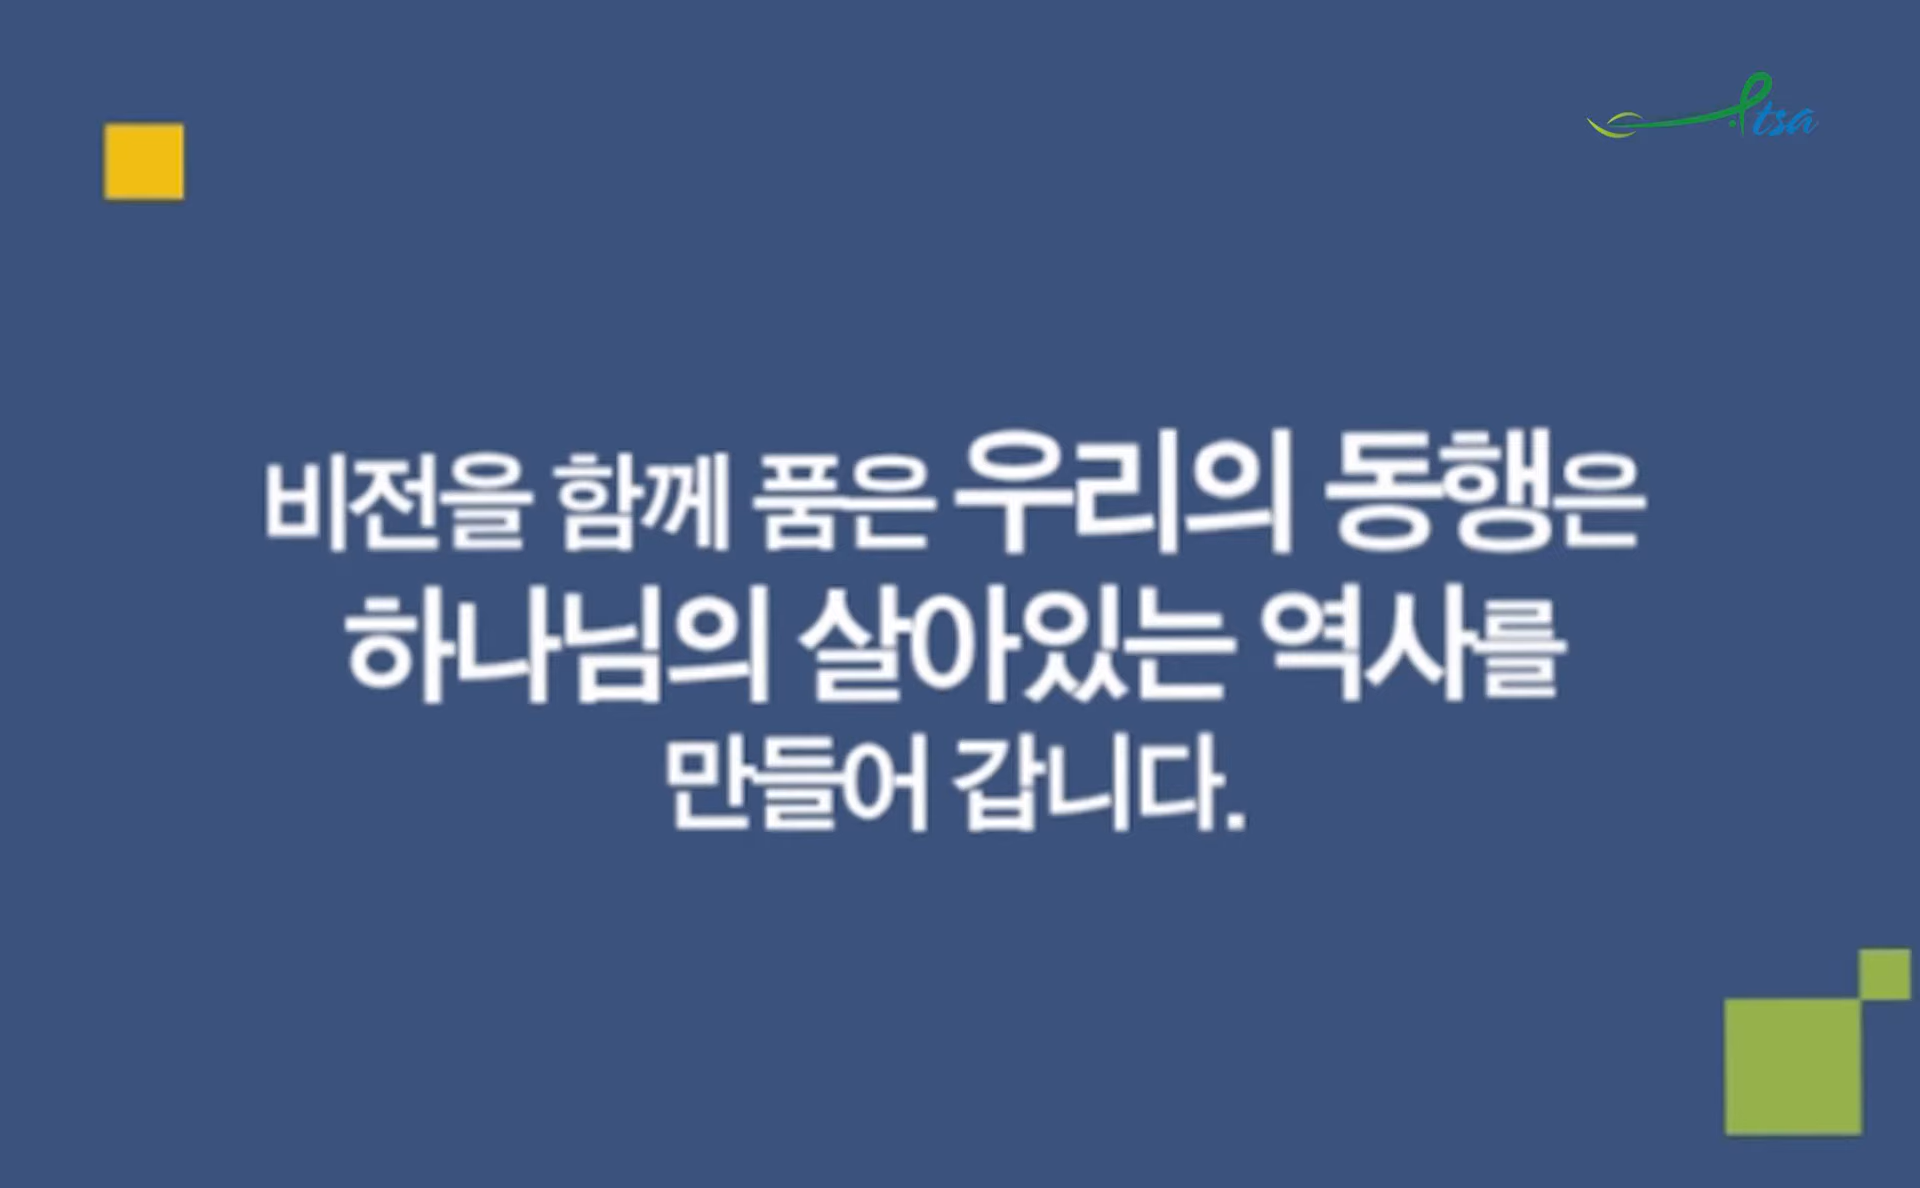 tsa
비전을 함께 품은 우리의 동행은
하나님의 살아있는 역사를
만들어 갑니다.